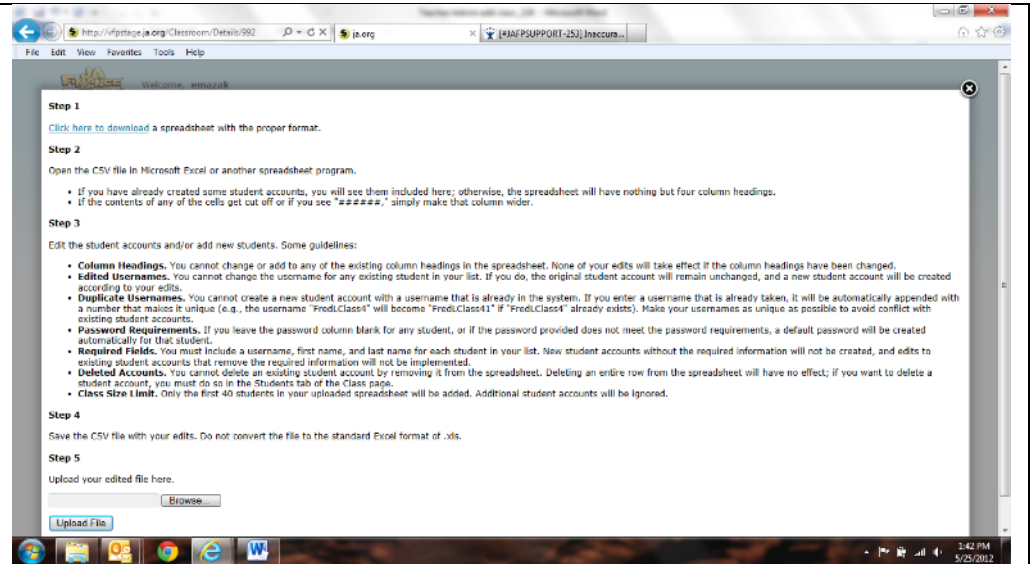 http://vfpstage.ja.org/Classroom/Details/992
ja.org
[#JAFPSUPPORT-253] Inaccura...
File Edit View Favorites Tools Help
Welcome, emazak
Step 1
Click here to download a spreadsheet with the proper format.
Step 2
Open the CSV file in Microsoft Excel or another spreadsheet program.
• If you have already created some student accounts, you will see them included here; otherwise, the spreadsheet will have nothing but four column headings.
• If the contents of any of the cells get cut off or if you see "######," simply make that column wider.
Step 3
Edit the student accounts and/or add new students. Some guidelines:
• Column Headings. You cannot change or add to any of the existing column headings in the spreadsheet. None of your edits will take effect if the column headings have been changed.
• Edited Usernames. You cannot change the username for any existing student in your list. If you do, the original student account will remain unchanged, and a new student account will be created
according to your edits.
• Duplicate Usernames. You cannot create a new student account with a username that is already in the system. If you enter a username that is already taken, it will be automatically appended with
a number that makes it unique (e.g., the username "FredLClass4" will become "FredLClass41" if "FredLClass4" already exists). Make your usernames as unique as possible to avoid conflict with
existing student accounts.
• Password Requirements. If you leave the password column blank for any student, or if the password provided does not meet the password requirements, a default password will be created
automatically for that student.
• Required Fields. You must include a username, first name, and last name for each student in your list. New student accounts without the required information will not be created, and edits to
existing student accounts that remove the required information will not be implemented.
• Deleted Accounts. You cannot delete an existing student account by removing it from the spreadsheet. Deleting an entire row from the spreadsheet will have no effect; if you want to delete a
student account, you must do so in the Students tab of the Class page.
• Class Size Limit. Only the first 40 students in your uploaded spreadsheet will be added. Additional student accounts will be ignored.
Step 4
Save the CSV file with your edits. Do not convert the file to the standard Excel format of .xls.
Step 5
Upload your edited file here.
Browse...
Upload File
1:42 PM
5/25/2012